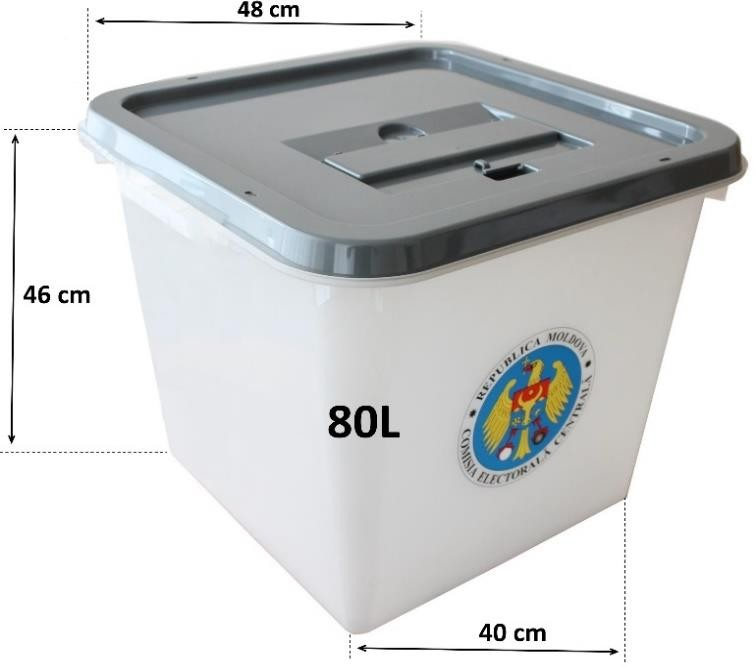 48 cm
46 cm
80L
REPUBLICA MOLDOVA
COMISIA ELECTORALĂ CENTRALĂ
40 cm